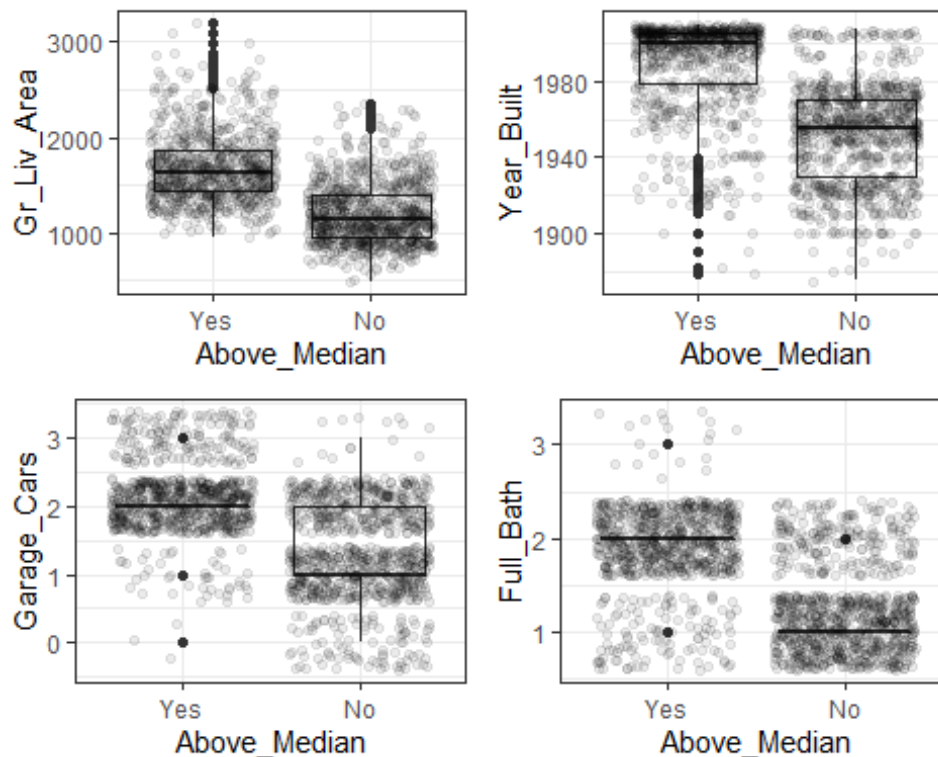 Gr_Liv_Area
3000
2000
1000
Yes No
Above_Median
Year_Built
1980
1940
1900
Yes No
Above_Median
Garage_Cars
3
2
1
0
Yes No
Above_Median
Full_Bath
3
2
1
Yes No
Above_Median